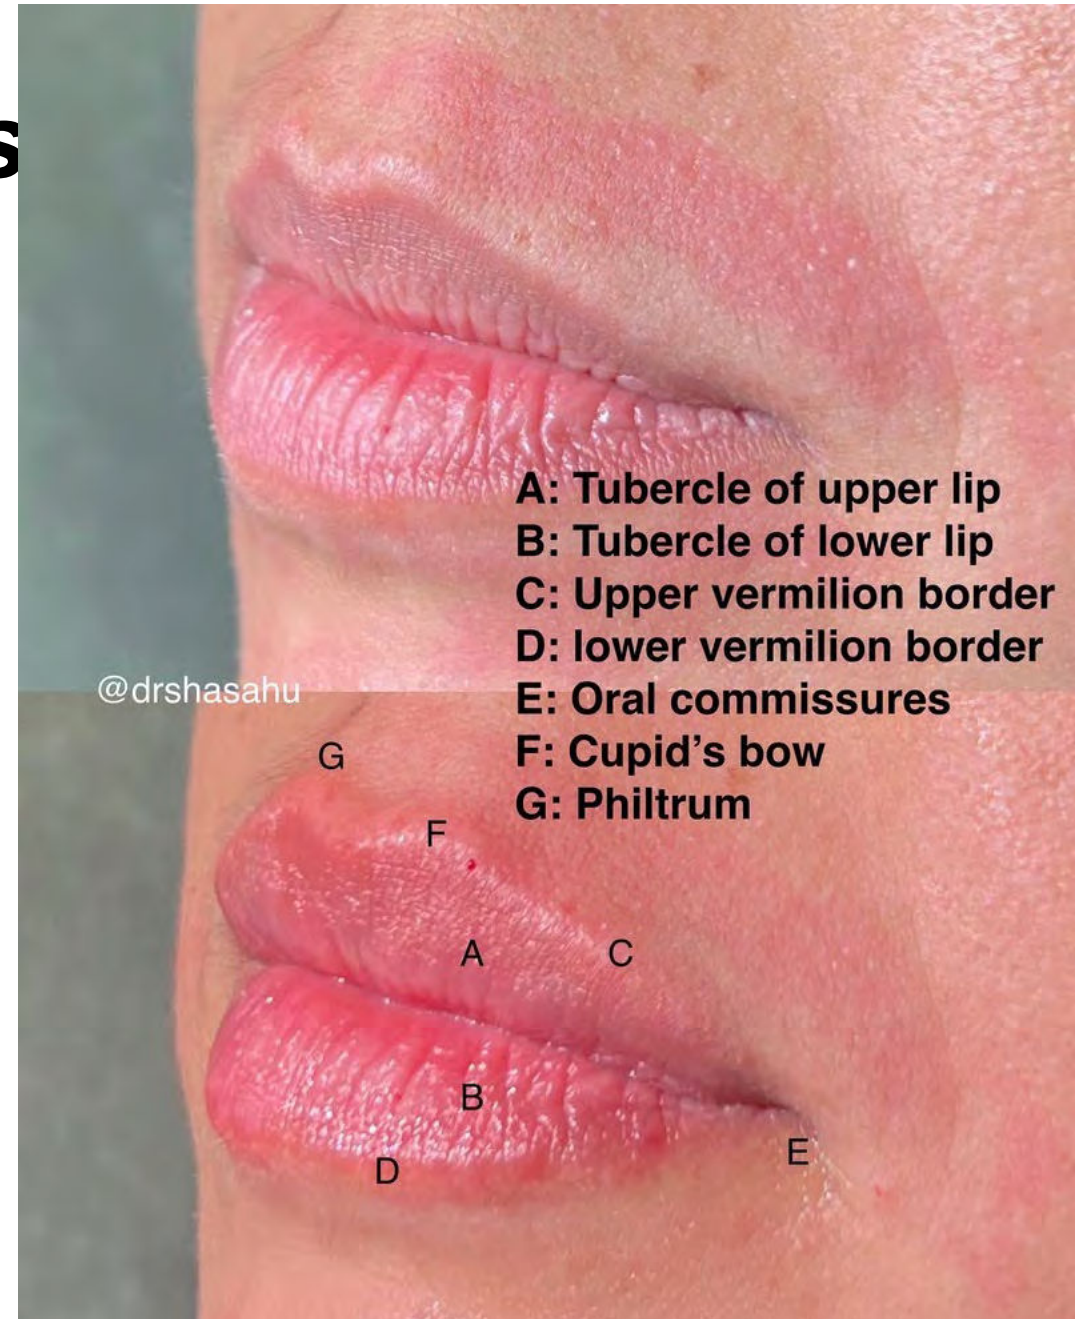 s
A: Tubercle of upper lip
B: Tubercle of lower lip
C: Upper vermilion border
D: lower vermilion border
E: Oral commissures
F: Cupid’s bow
G: Philtrum
@drshasahu
G
F
A
C
B
E
D